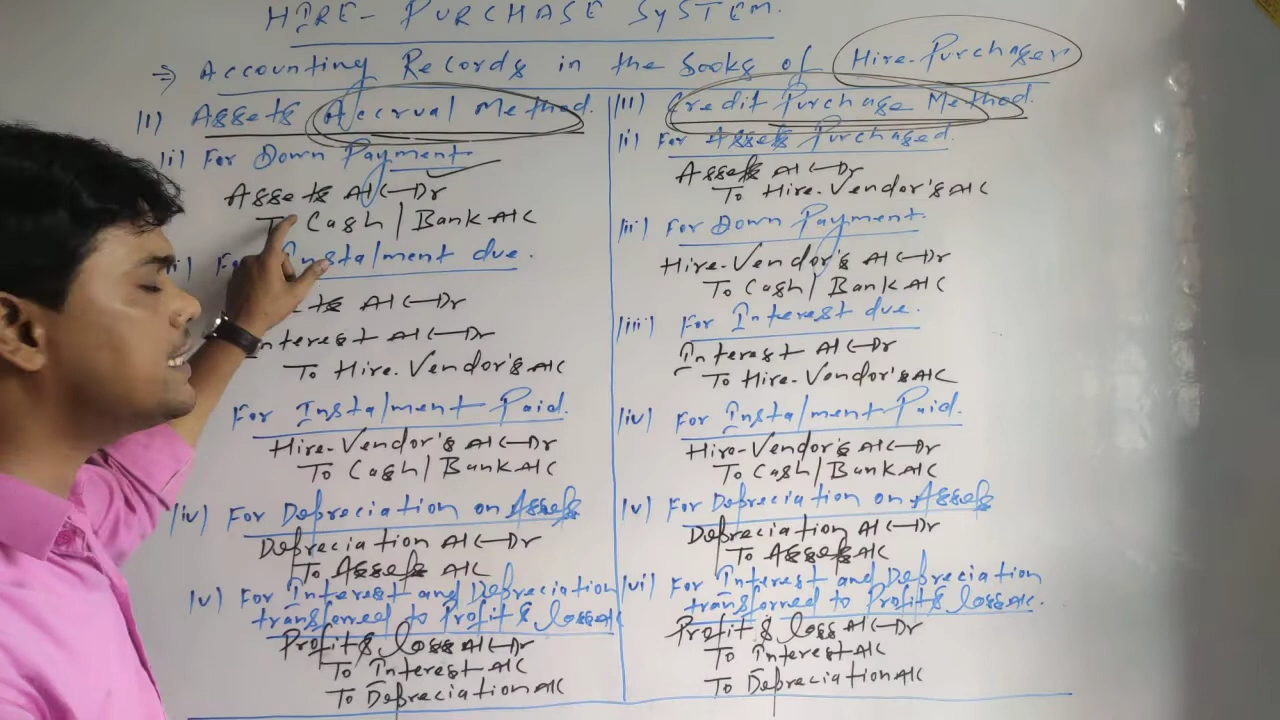 HIRE-PURCHASE SYSTEM.
⇒ Accounting Records in the books of Hire-Purchaser
(I) Assets Accrual Method.
(i) For Down Payment
Assets A/C—Dr
To Cash / Bank A/C
For Instalment due.
A/C—Dr
Interest A/C—Dr
To Hire-Vendor's A/C
For Instalment Paid.
Hire-Vendor's A/C—Dr
To Cash / Bank A/C
(iv) For Depreciation on Assets
Depreciation A/C—Dr
To Assets A/C
(v) For Interest and Depreciation
transferred to Profit & loss A/C
Profit & loss A/C—Dr
To Interest A/C
To Depreciation A/C
(II) Credit Purchase Method.
(i) For Assets Purchased.
Assets A/C—Dr
To Hire-Vendor's A/C
(ii) For Down Payment.
Hire-Vendor's A/C—Dr
To Cash / Bank A/C
(iii) For Interest due.
Interest A/C—Dr
To Hire-Vendor's A/C
(iv) For Instalment Paid.
Hire-Vendor's A/C—Dr
To Cash / Bank A/C
(v) For Depreciation on Assets
Depreciation A/C—Dr
To Assets A/C
(vi) For Interest and Depreciation
transferred to Profit & loss A/C.
Profit & loss A/C—Dr
To Interest A/C
To Depreciation A/C